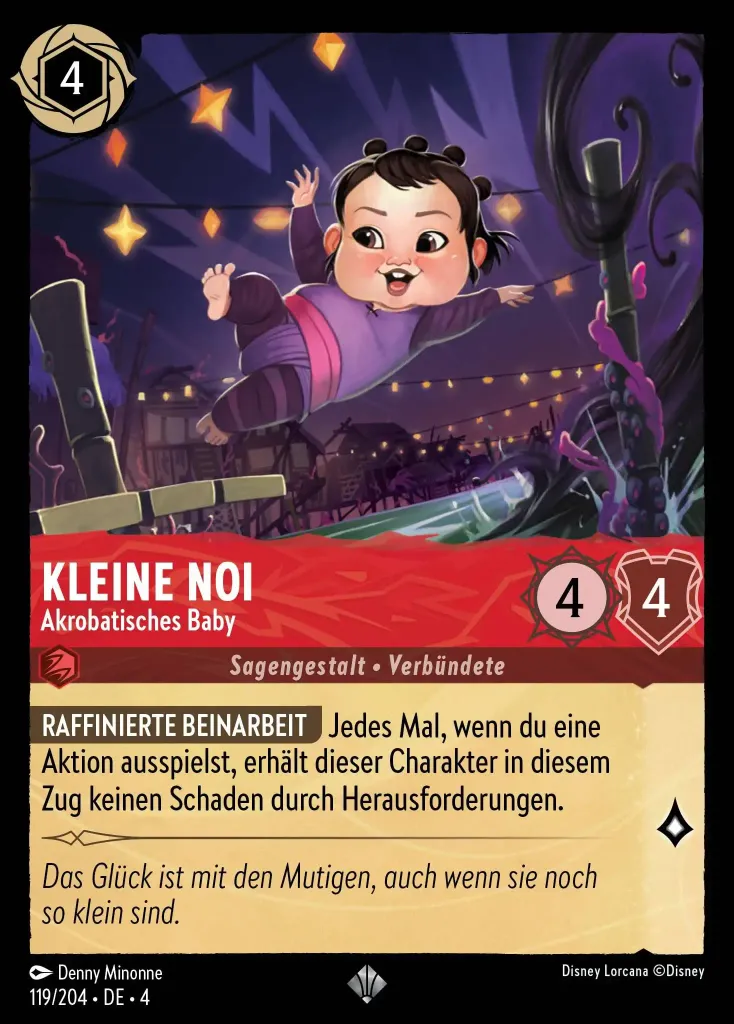 4
KLEINE NOI
Akrobatisches Baby
4
4
Sagengestalt • Verbündete
RAFFINIERTE BEINARBEIT Jedes Mal, wenn du eine
Aktion ausspielst, erhält dieser Charakter in diesem
Zug keinen Schaden durch Herausforderungen.
Das Glück ist mit den Mutigen, auch wenn sie noch
so klein sind.
Denny Minonne
119/204 • DE • 4
Disney Lorcana ©Disney